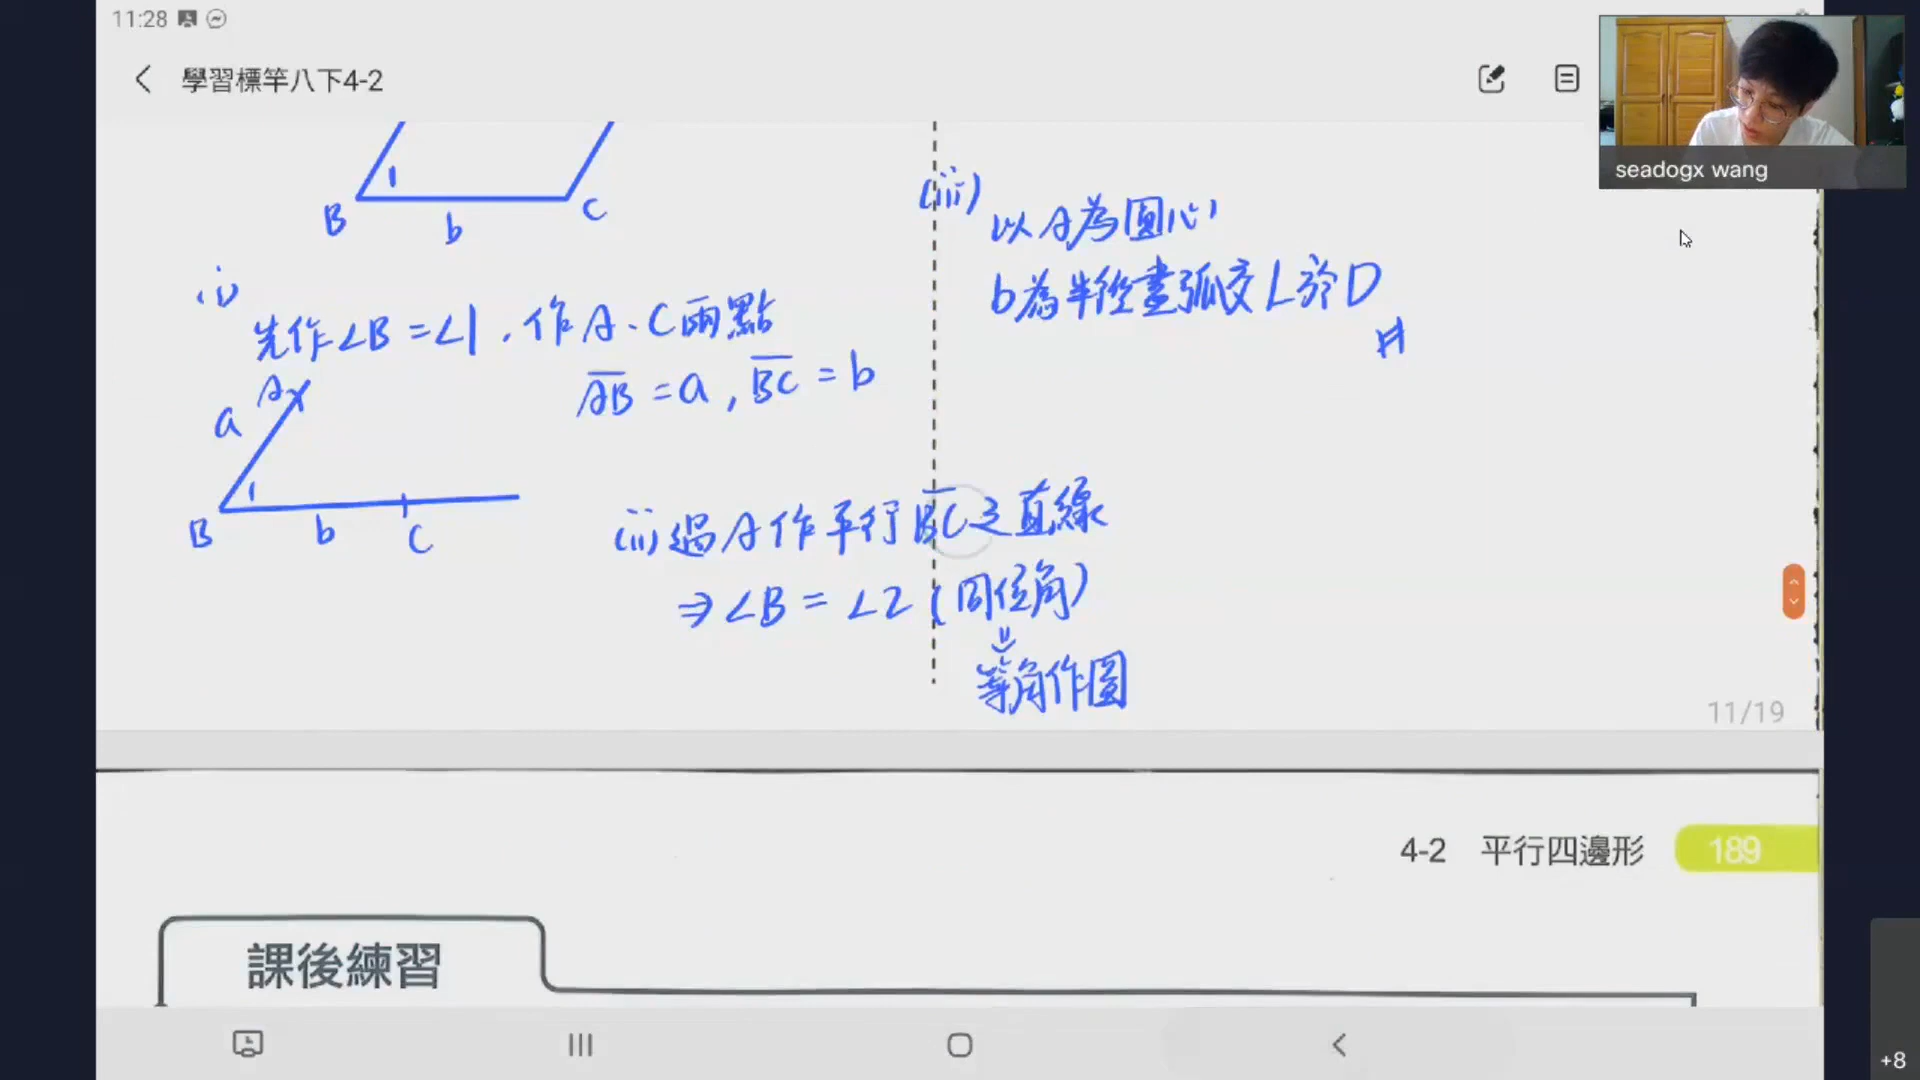 11:28
學習標竿八下4-2
seadogx wang
1
B
b
C
(i)
先作∠B=∠1,作A、C兩點
AB=a,BC=b
A
a
1
B
b
C
(ii)過A作平行BC之直線
⇒∠B=∠2(同位角)
等角作圖
(iii)
以A為圓心
b為半徑畫弧交L於D
#
11/19
4-2 平行四邊形 189
課後練習
+8